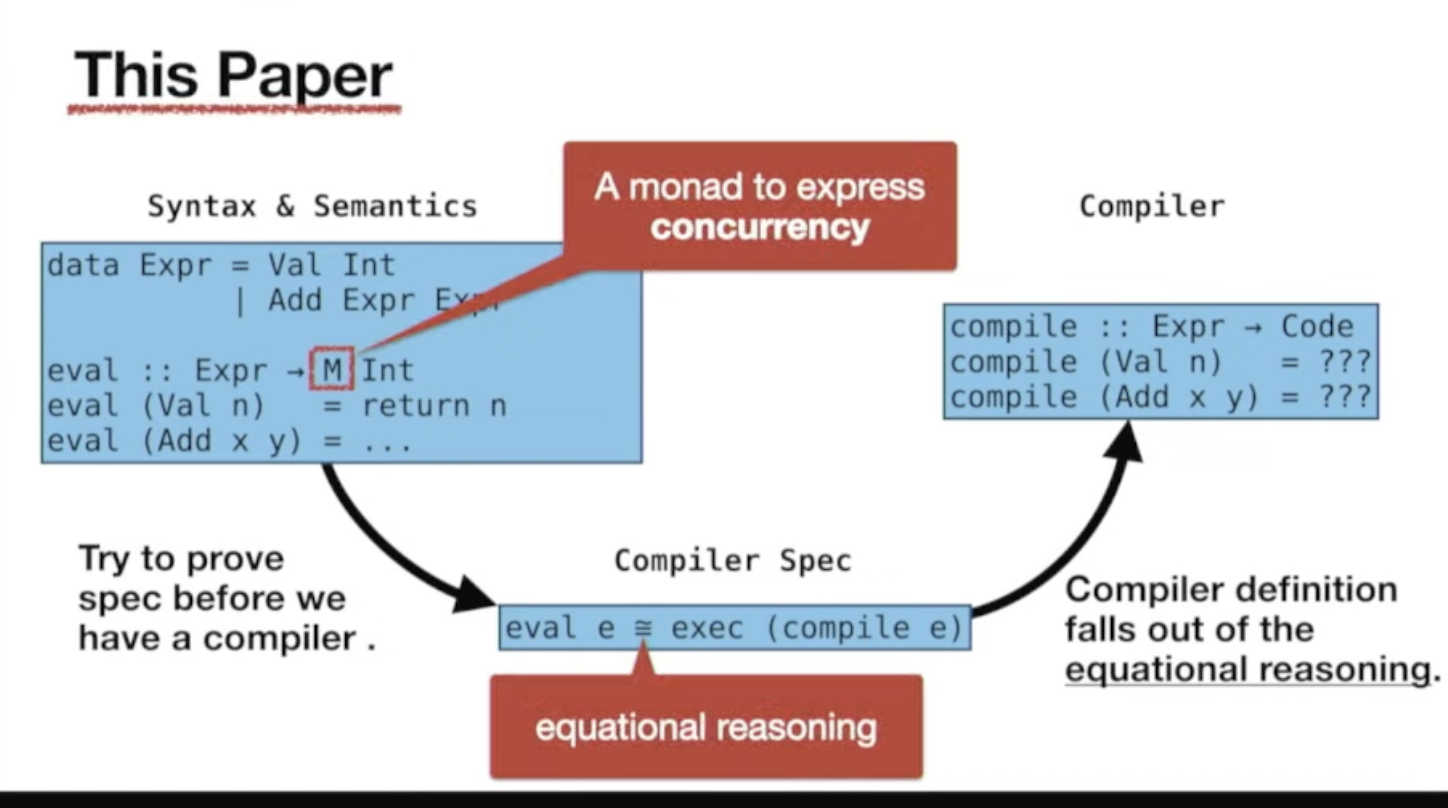 This Paper
Syntax & Semantics
data Expr = Val Int
| Add Expr Expr
eval :: Expr → M Int
eval (Val n) = return n
eval (Add x y) = ...
A monad to express
concurrency
Compiler
compile :: Expr → Code
compile (Val n) = ???
compile (Add x y) = ???
Try to prove
spec before we
have a compiler .
Compiler Spec
eval e ≅ exec (compile e)
equational reasoning
Compiler definition
falls out of the
equational reasoning.